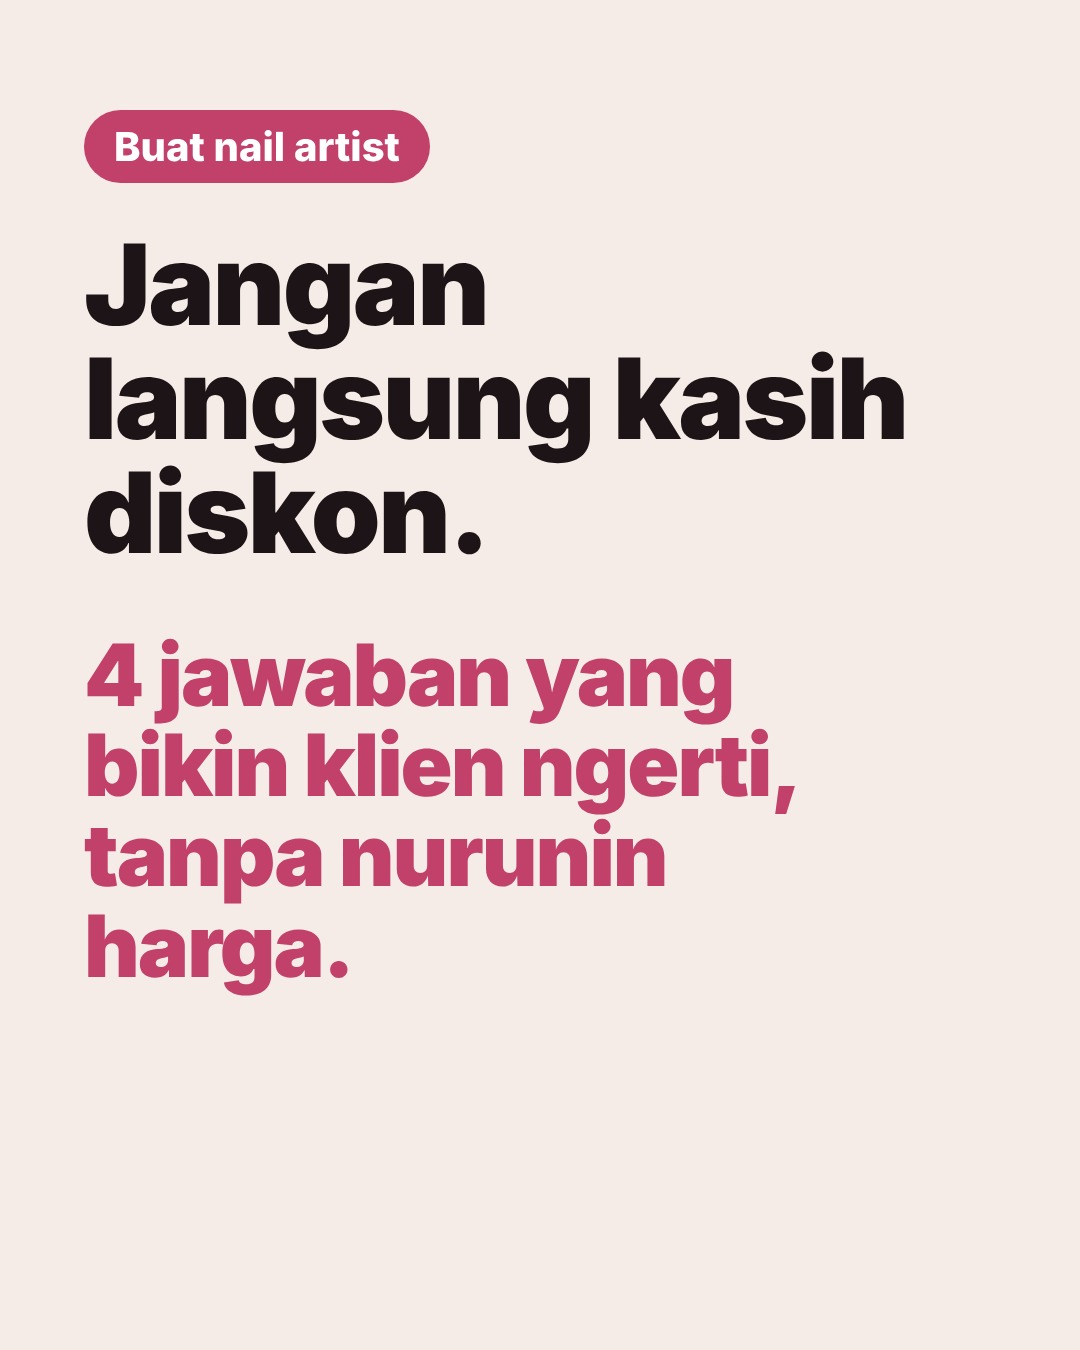 Buat nail artist
Jangan
langsung kasih
diskon.
4 jawaban yang
bikin klien ngerti,
tanpa nurunin
harga.